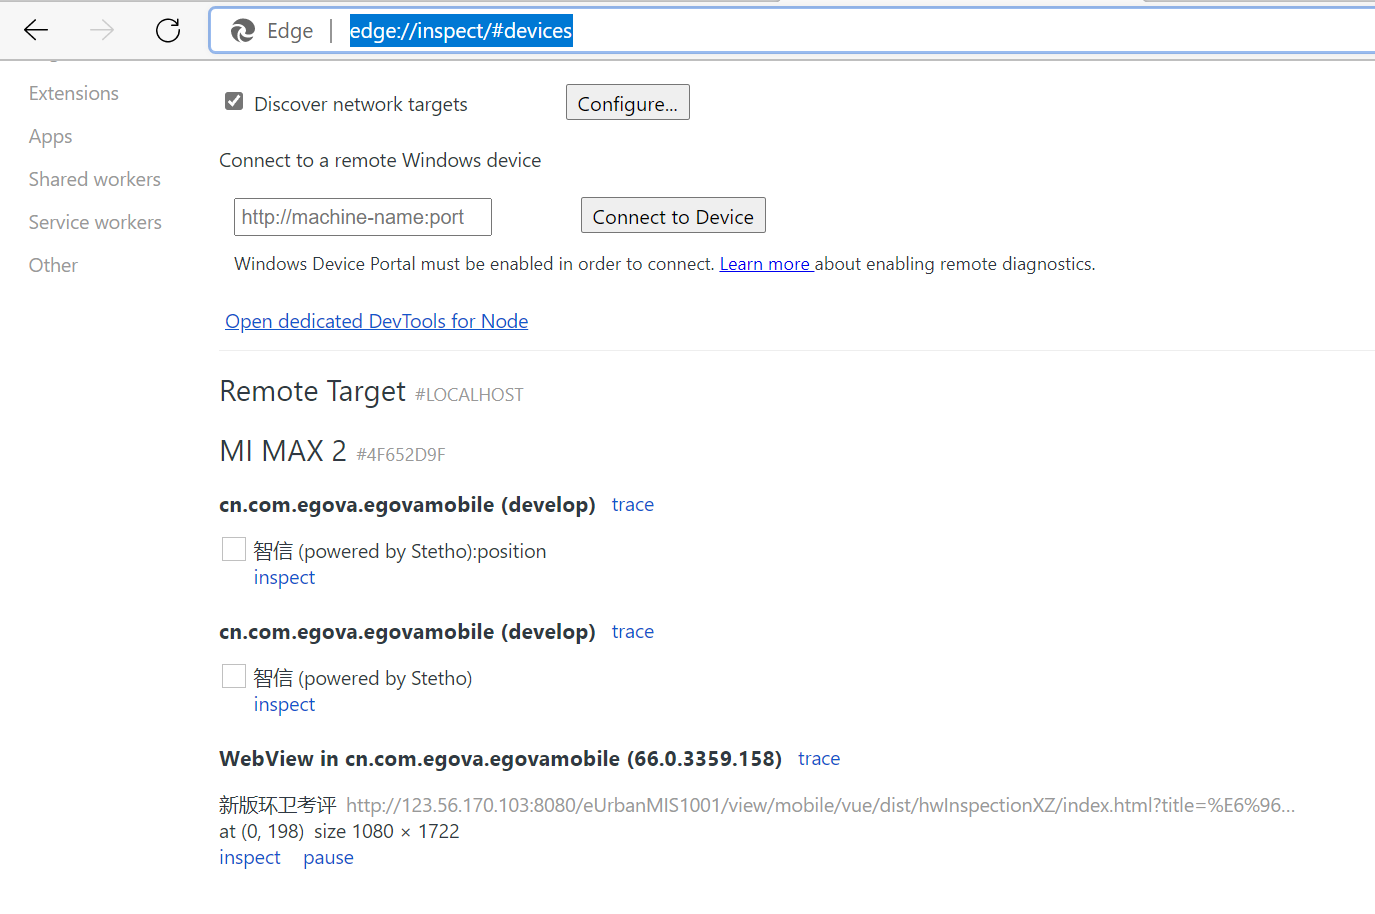 Edge | edge://inspect/#devices
Extensions
Apps
Shared workers
Service workers
Other
Discover network targets
Configure...
Connect to a remote Windows device
http://machine-name:port
Connect to Device
Windows Device Portal must be enabled in order to connect. Learn more about enabling remote diagnostics.
Open dedicated DevTools for Node
Remote Target #LOCALHOST
MI MAX 2 #4F652D9F
cn.com.egova.egovamobile (develop) trace
智信 (powered by Stetho):position
inspect
cn.com.egova.egovamobile (develop) trace
智信 (powered by Stetho)
inspect
WebView in cn.com.egova.egovamobile (66.0.3359.158) trace
新版环卫考评 http://123.56.170.103:8080/eUrbanMIS1001/view/mobile/vue/dist/hwInspectionXZ/index.html?title=%E6%96...
at (0, 198) size 1080 × 1722
inspect pause